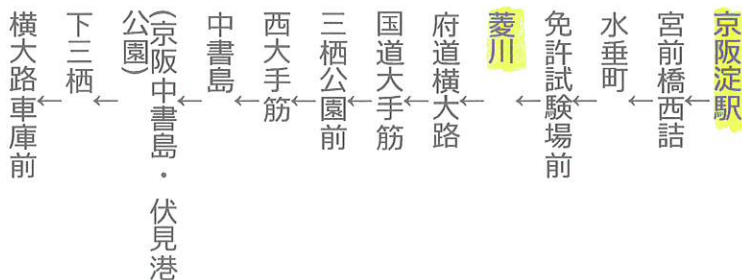 京阪淀駅
←宮前橋西詰
←水垂町
←免許試験場前
←菱川
←府道横大路
←国道大手筋
←三栖公園前
←西大手筋
←中書島
←(京阪中書島・伏見港
公園)
←下三栖
←横大路車庫前